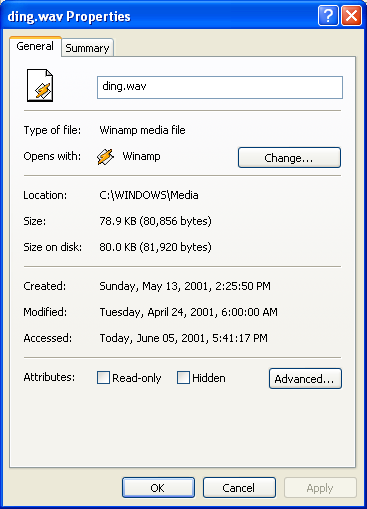 ding.wav Properties
General Summary
ding.wav
Type of file: Winamp media file
Opens with: Winamp Change...
Location: C:\WINDOWS\Media
Size: 78.9 KB (80,856 bytes)
Size on disk: 80.0 KB (81,920 bytes)
Created: Sunday, May 13, 2001, 2:25:50 PM
Modified: Tuesday, April 24, 2001, 6:00:00 AM
Accessed: Today, June 05, 2001, 5:41:17 PM
Attributes: Read-only Hidden Advanced...
OK Cancel Apply